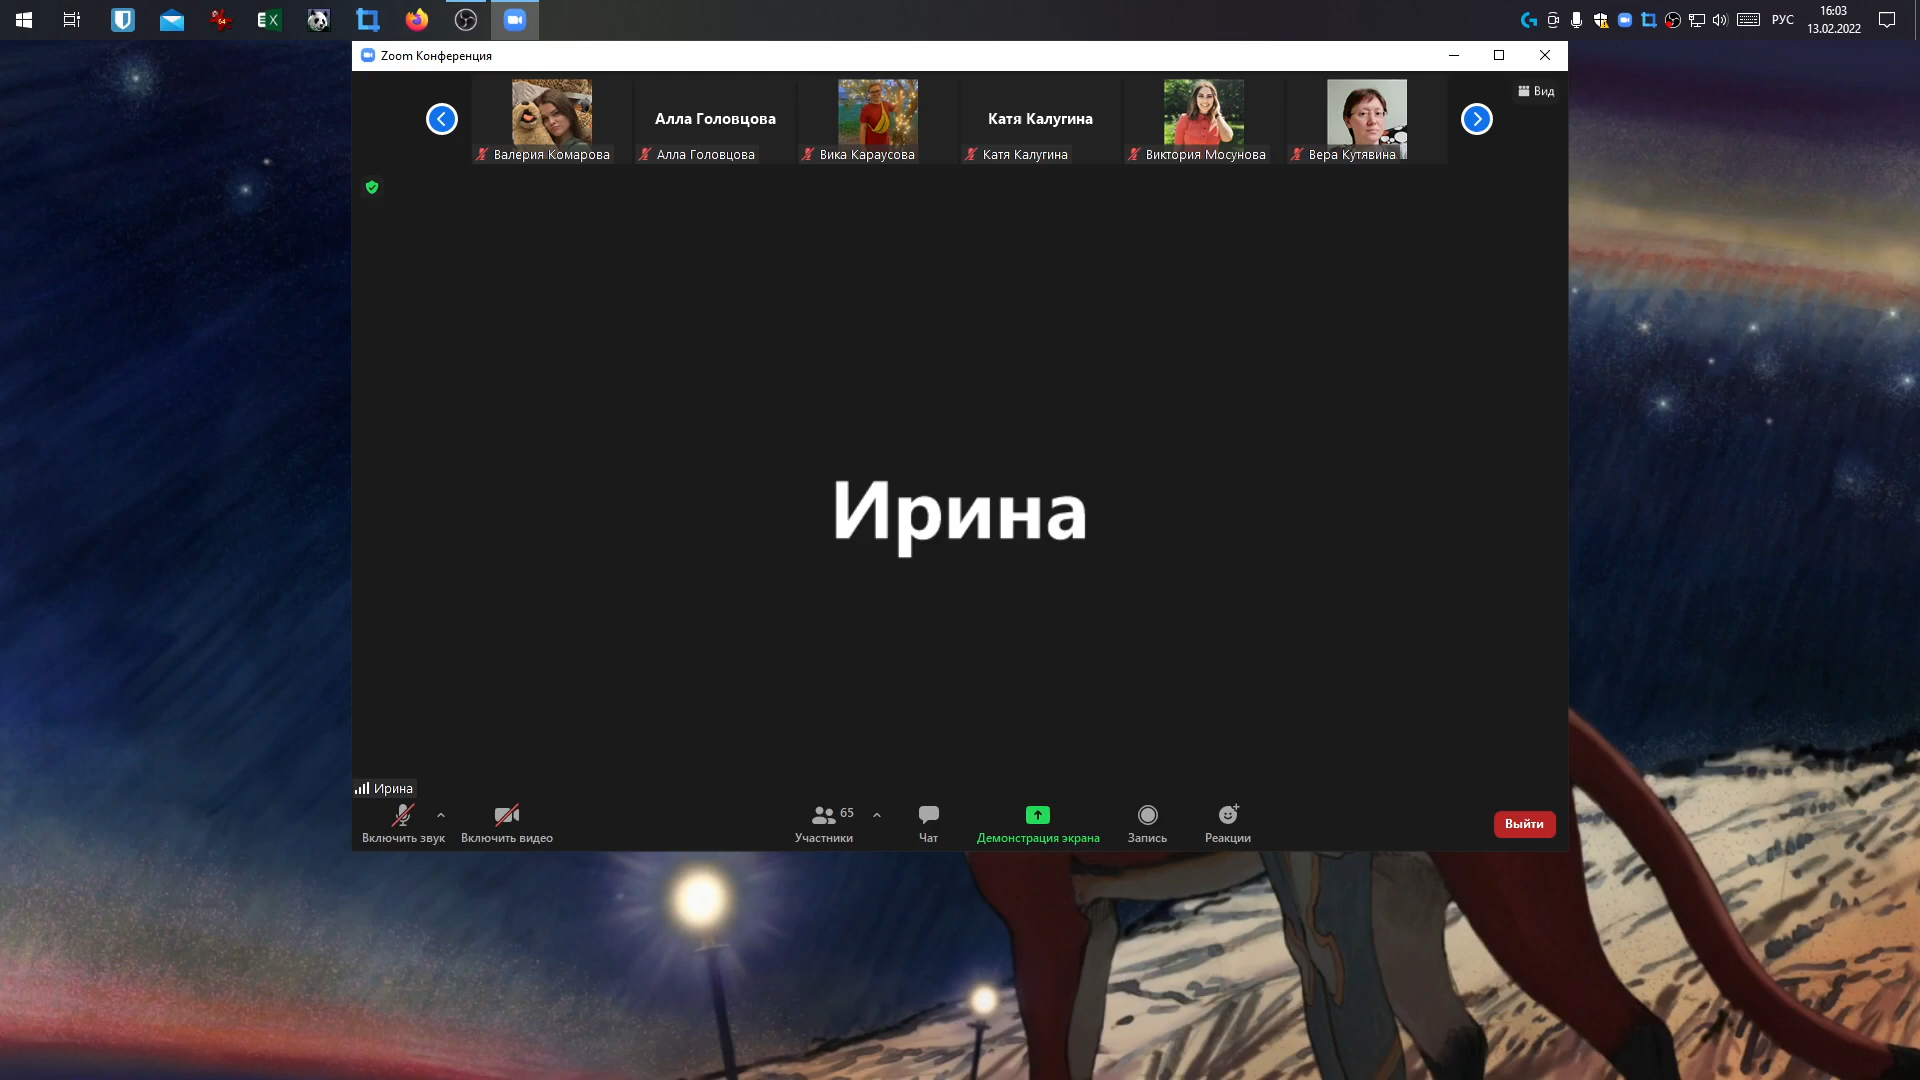 РУС
16:03
13.02.2022
Zoom Конференция
Вид
Алла Головцова
Катя Калугина
Валерия Комарова
Алла Головцова
Вика Караусова
Катя Калугина
Виктория Мосунова
Вера Кутявина
Ирина
Ирина
65
Включить звук
Включить видео
Участники
Чат
Демонстрация экрана
Запись
Реакции
Выйти